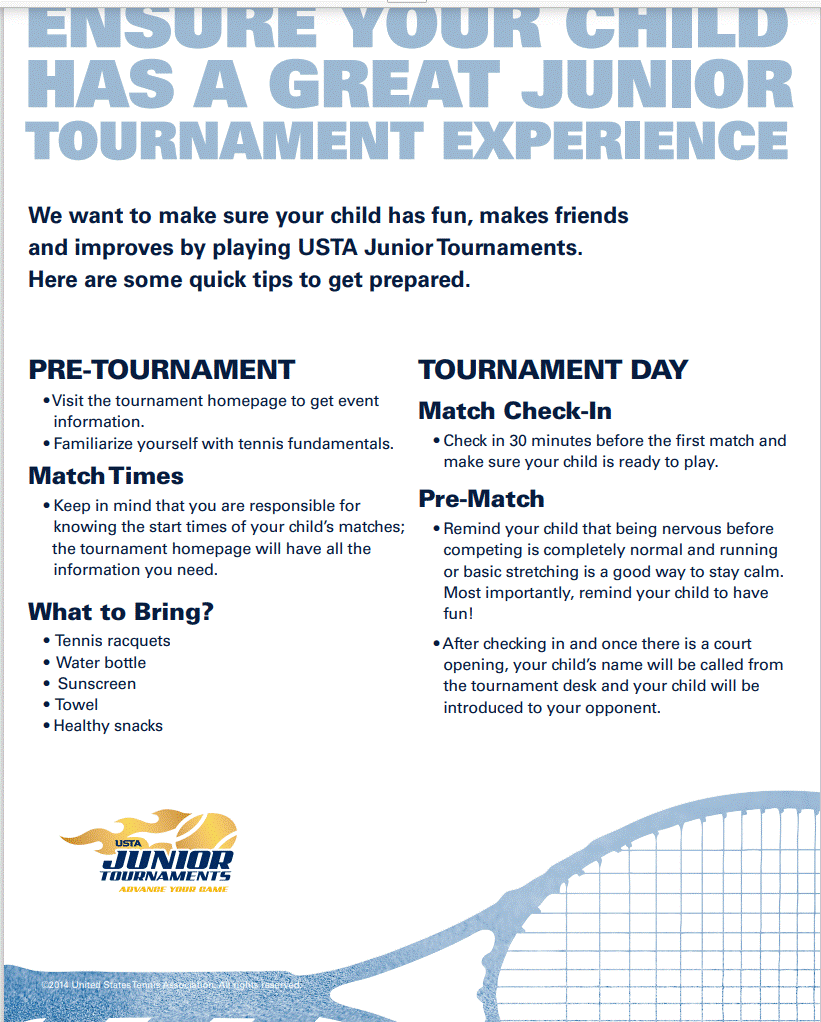 ENSURE YOUR CHILD
HAS A GREAT JUNIOR
TOURNAMENT EXPERIENCE
We want to make sure your child has fun, makes friends
and improves by playing USTA Junior Tournaments.
Here are some quick tips to get prepared.
PRE-TOURNAMENT
• Visit the tournament homepage to get event
information.
• Familiarize yourself with tennis fundamentals.
Match Times
• Keep in mind that you are responsible for
knowing the start times of your child's matches;
the tournament homepage will have all the
information you need.
What to Bring?
• Tennis racquets
• Water bottle
• Sunscreen
• Towel
• Healthy snacks
TOURNAMENT DAY
Match Check-In
• Check in 30 minutes before the first match and
make sure your child is ready to play.
Pre-Match
• Remind your child that being nervous before
competing is completely normal and running
or basic stretching is a good way to stay calm.
Most importantly, remind your child to have
fun!
• After checking in and once there is a court
opening, your child's name will be called from
the tournament desk and your child will be
introduced to your opponent.
USTA
JUNIOR
TOURNAMENTS
ADVANCE YOUR GAME
©2014 United States Tennis Association. All rights reserved.